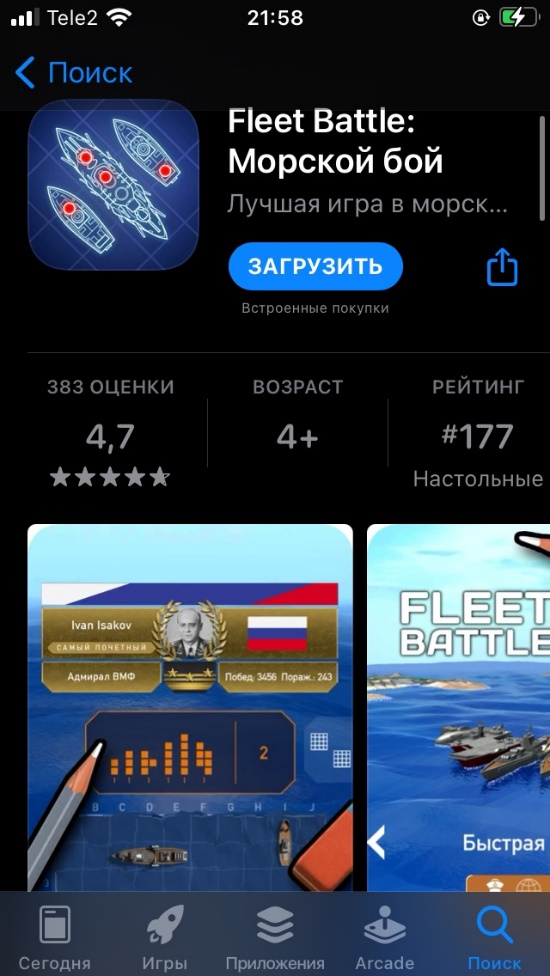 Tele2
21:58
Поиск
Fleet Battle:
Морской бой
Лучшая игра в морск...
ЗАГРУЗИТЬ
Встроенные покупки
383 ОЦЕНКИ
ВОЗРАСТ
РЕЙТИНГ
4,7
4+
#177
Настольные
Ivan Isakov
САМЫЙ ПОЧЕТНЫЙ
Адмирал ВМФ
Побед: 3456 Пораж.: 243
2
B C D E F G H I J
FLEET
BATTLE
Быстрая
Сегодня
Игры
Приложения
Arcade
Поиск